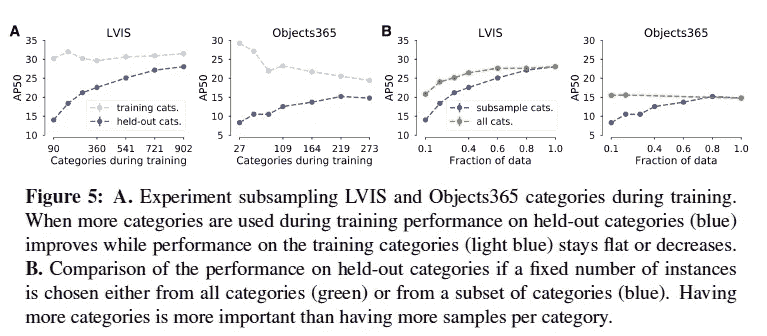 A
LVIS
Objects365
B
LVIS
Objects365
35
30
25
20
15
10
AP50
training cats.
held-out cats.
90 360 541 721 902
Categories during training
30
25
20
15
10
5
AP50
27 109 164 219 273
Categories during training
35
30
25
20
15
10
AP50
subsample cats.
all cats.
0.1 0.4 0.6 0.8 1.0
Fraction of data
30
25
20
15
10
5
AP50
0.1 0.4 0.6 0.8 1.0
Fraction of data
Figure 5: A. Experiment subsampling LVIS and Objects365 categories during training.
When more categories are used during training performance on held-out categories (blue)
improves while performance on the training categories (light blue) stays flat or decreases.
B. Comparison of the performance on held-out categories if a fixed number of instances
is chosen either from all categories (green) or from a subset of categories (blue). Having
more categories is more important than having more samples per category.